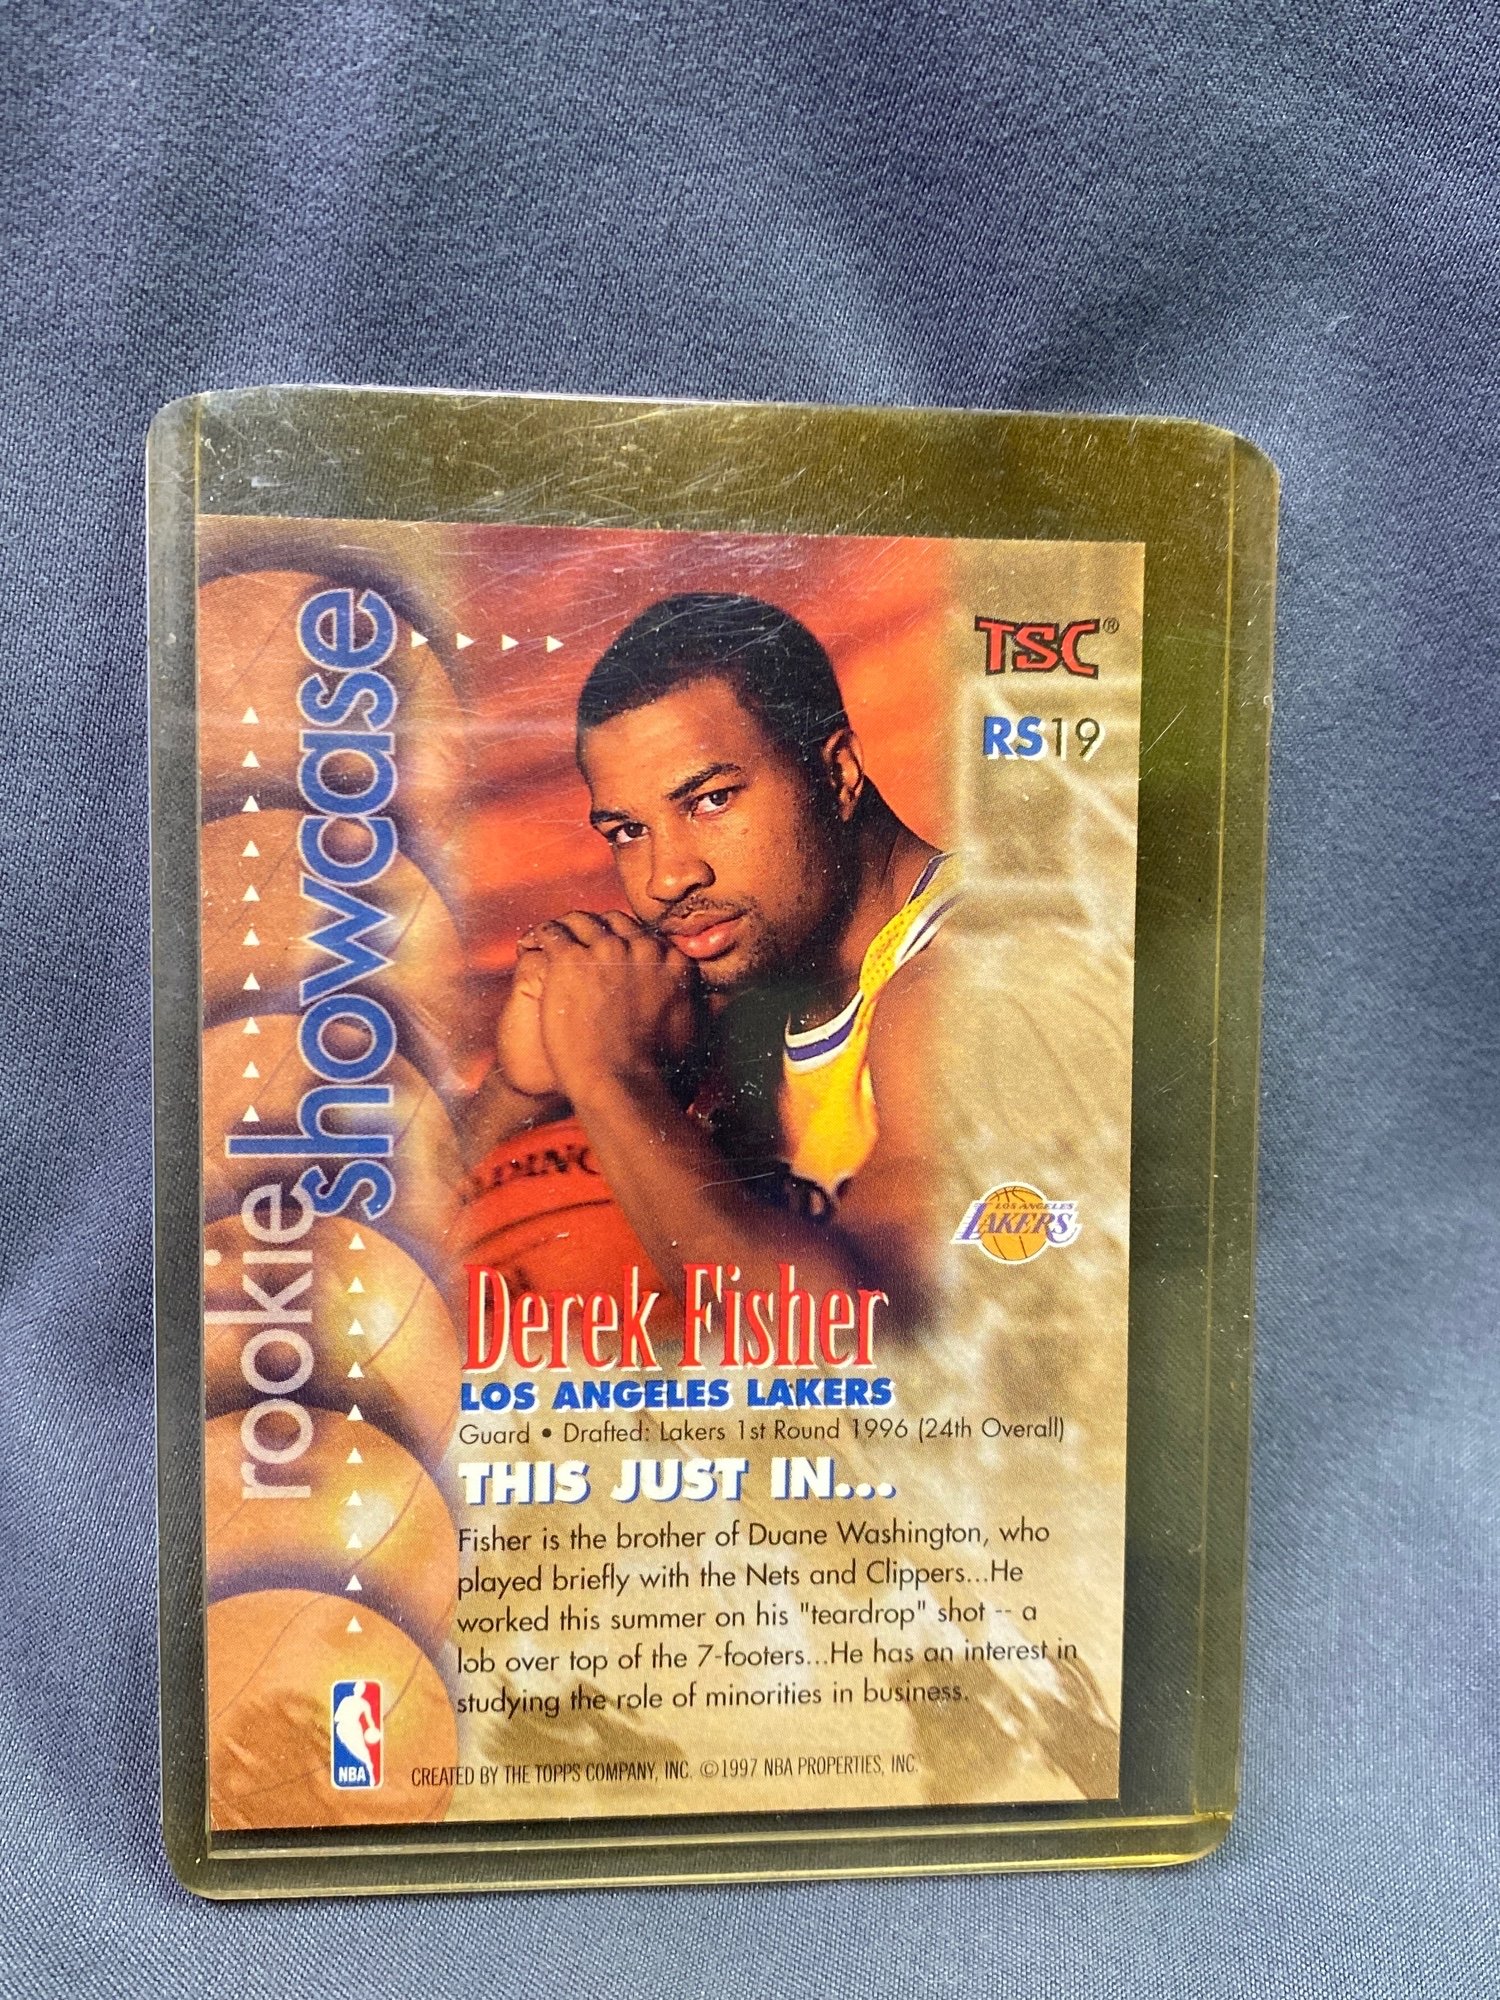 rookie
showcase
TSC®
RS19
LOS ANGELES
LAKERS
Derek Fisher
LOS ANGELES LAKERS
Guard • Drafted: Lakers 1st Round 1996 (24th Overall)
THIS JUST IN...
Fisher is the brother of Duane Washington, who
played briefly with the Nets and Clippers...He
worked this summer on his "teardrop" shot -- a
lob over top of the 7-footers...He has an interest in
studying the role of minorities in business.
NBA
CREATED BY THE TOPPS COMPANY, INC. ©1997 NBA PROPERTIES, INC.